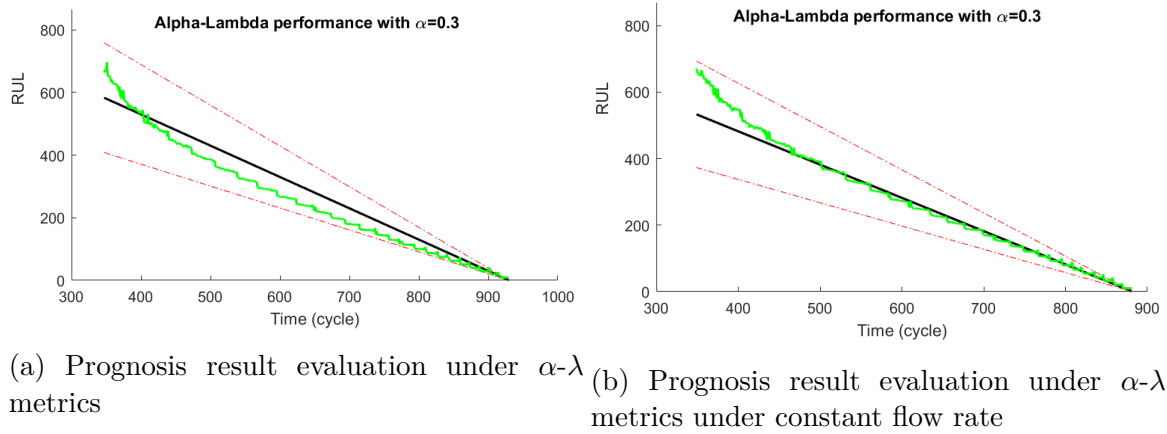 Alpha-Lambda performance with α=0.3
800
600
400
200
0
RUL
300 400 500 600 700 800 900 1000
Time (cycle)
(a) Prognosis result evaluation under α-λ
metrics
Alpha-Lambda performance with α=0.3
800
600
400
200
0
RUL
300 400 500 600 700 800 900
Time (cycle)
(b) Prognosis result evaluation under α-λ
metrics under constant flow rate